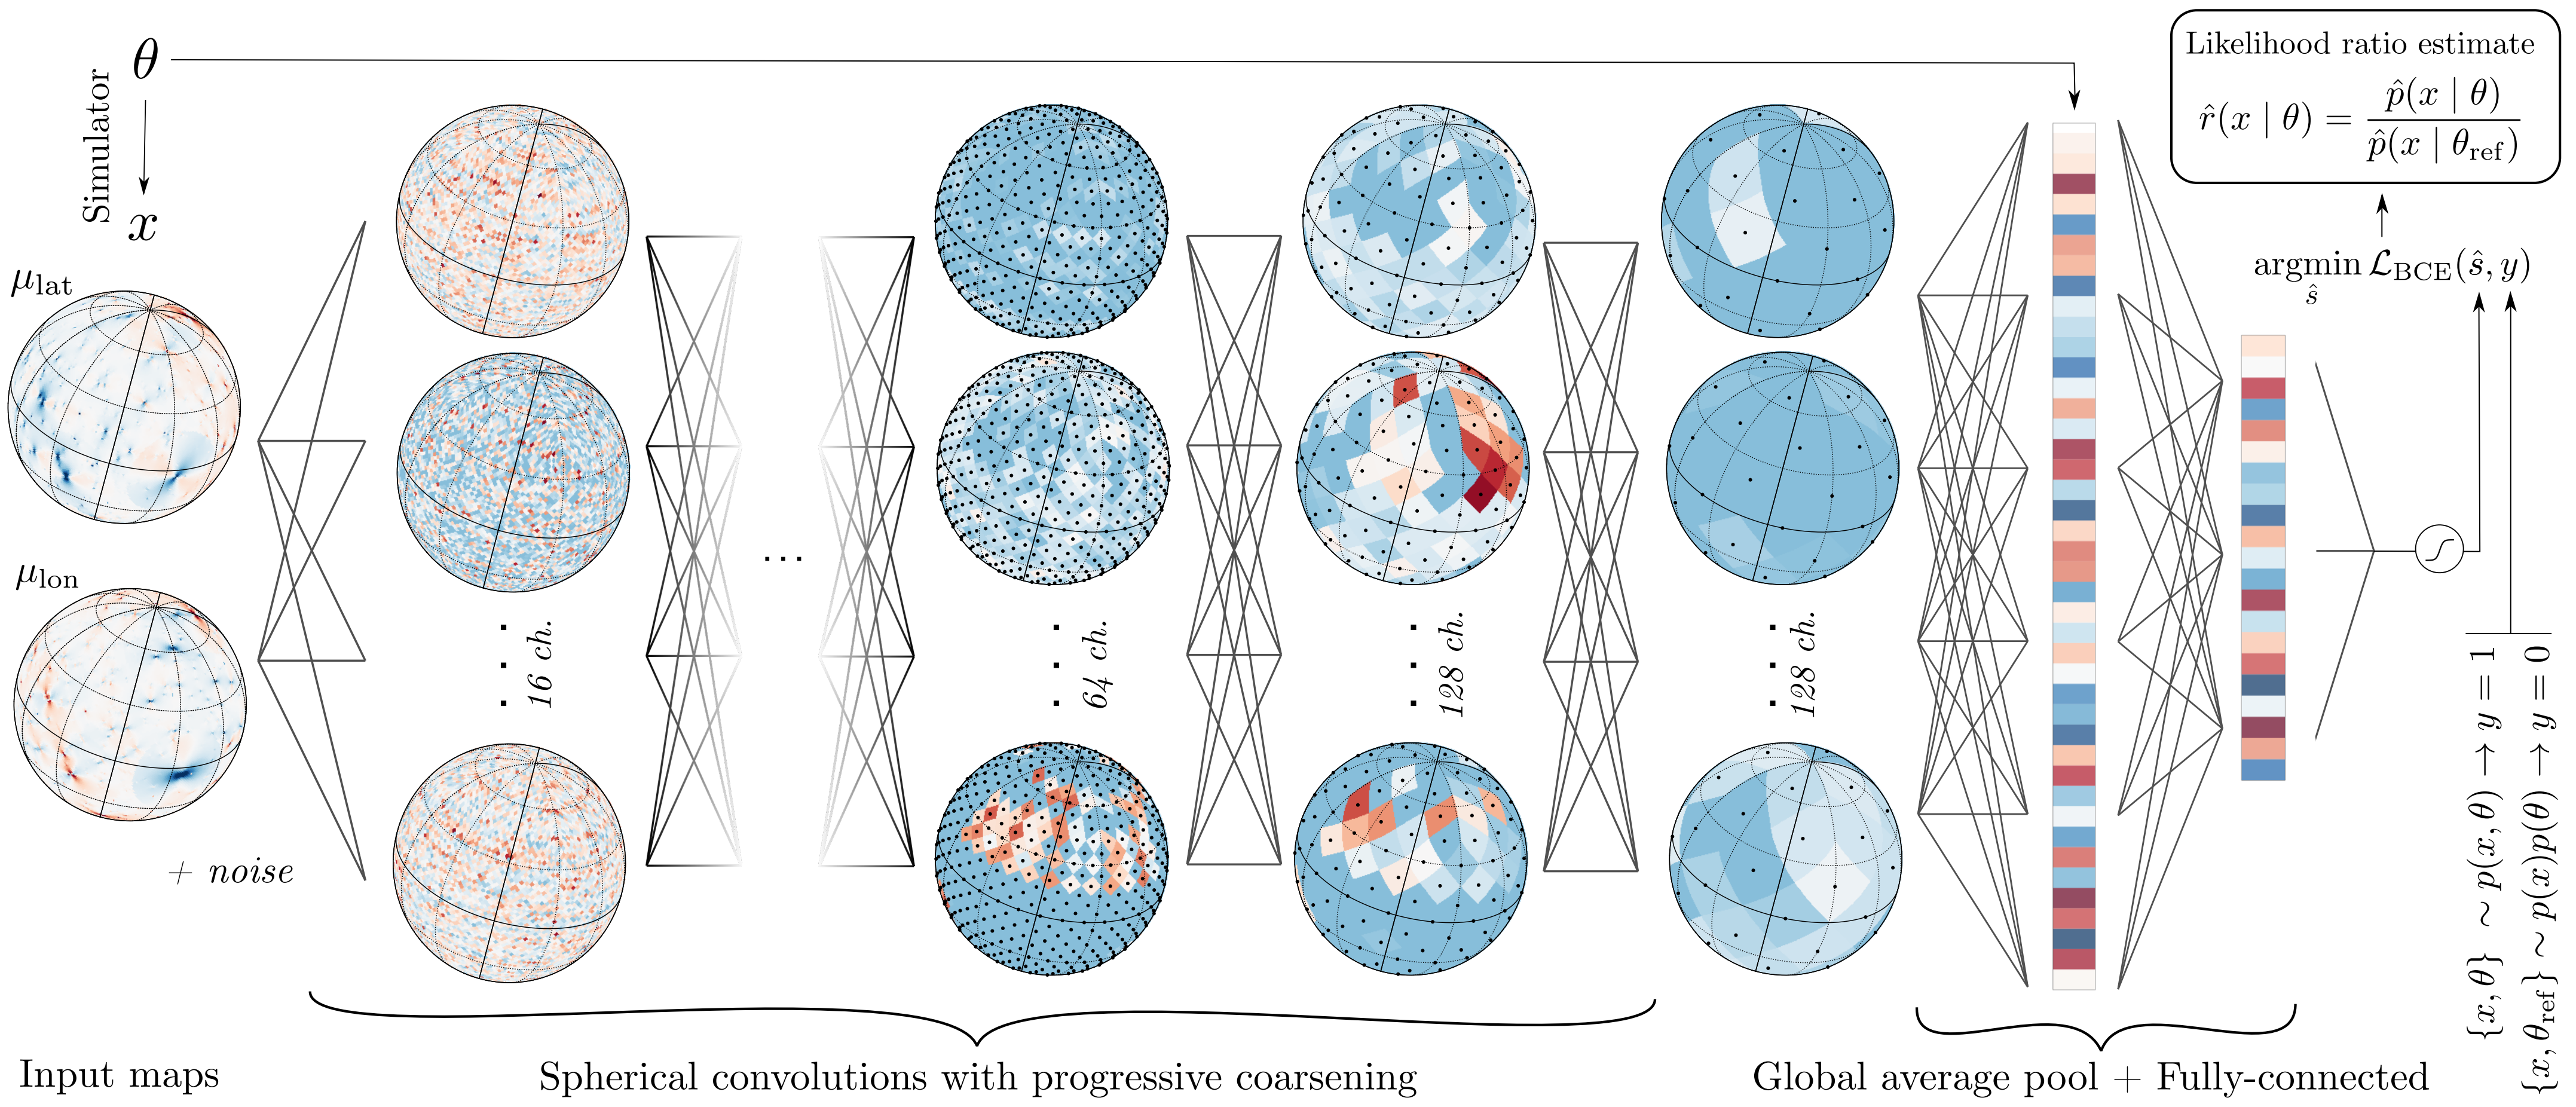 θ
Simulator
x
μ_lat
μ_lon
+ noise
Input maps
16 ch.
...
64 ch.
128 ch.
128 ch.
Spherical convolutions with progressive coarsening
Global average pool + Fully-connected
Likelihood ratio estimate
r̂(x | θ) = p̂(x | θ) / p̂(x | θ_ref)
argmin_ŝ ℒ_BCE(ŝ, y)
{x, θ} ∼ p(x, θ) → y = 1
{x, θ_ref} ∼ p(x)p(θ) → y = 0